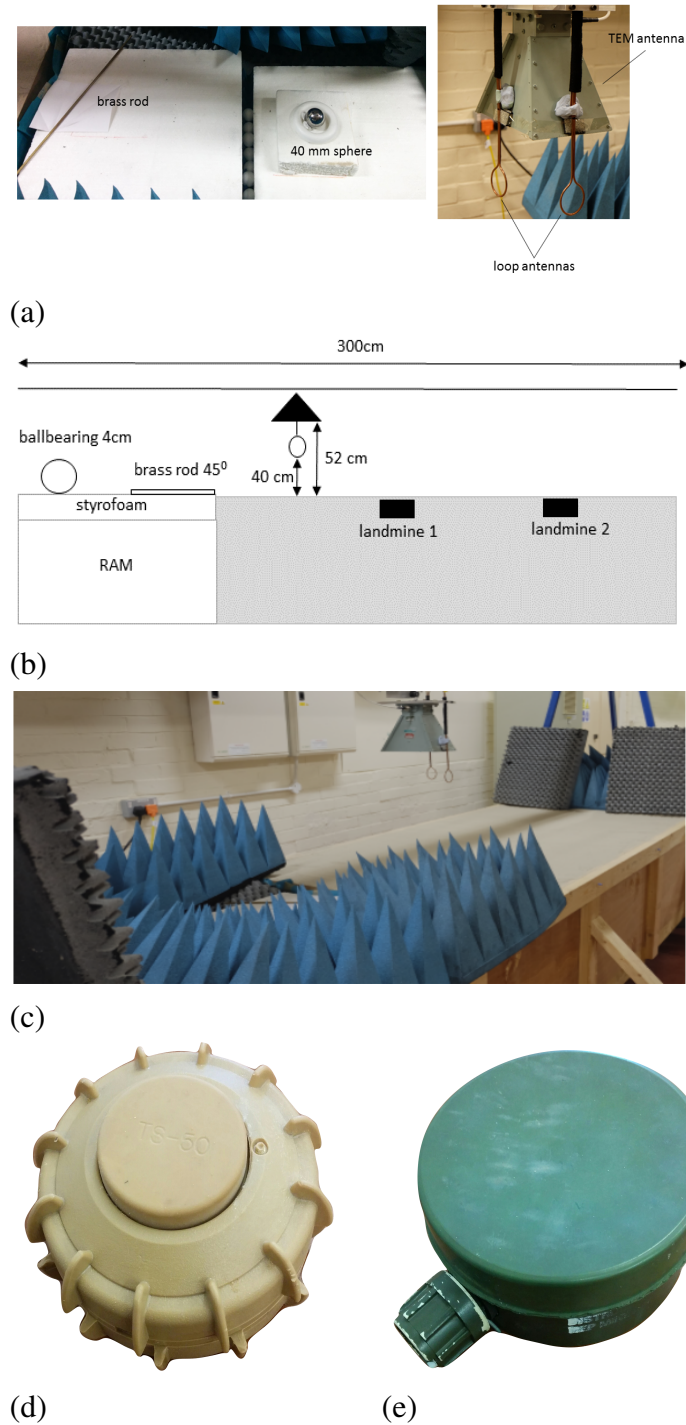 brass rod
40 mm sphere
TEM antenna
loop antennas
(a)
300cm
ballbearing 4cm
brass rod 45⁰
40 cm
52 cm
styrofoam
landmine 1
landmine 2
RAM
(b)
(c)
TS-50
(d)
(e)